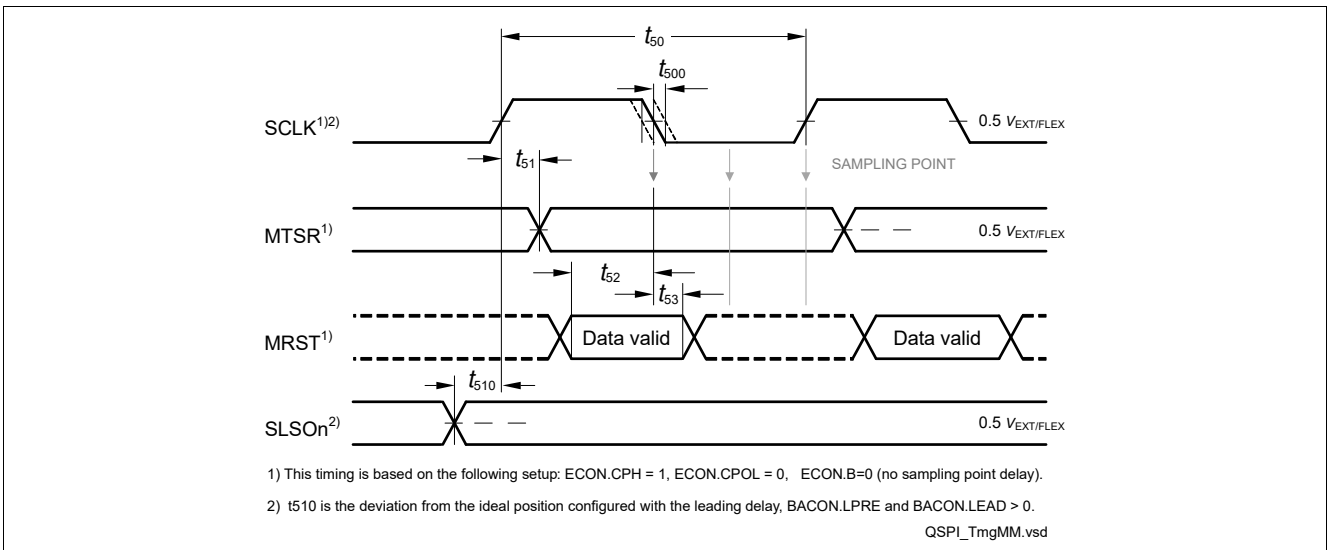 t50
t500
SCLK1)2)
0.5 VEXT/FLEX
t51
SAMPLING POINT
MTSR1)
0.5 VEXT/FLEX
t52
t53
MRST1)
Data valid
Data valid
t510
SLSOn2)
0.5 VEXT/FLEX
1) This timing is based on the following setup: ECON.CPH = 1, ECON.CPOL = 0, ECON.B=0 (no sampling point delay).
2) t510 is the deviation from the ideal position configured with the leading delay, BACON.LPRE and BACON.LEAD > 0.
QSPI_TmgMM.vsd